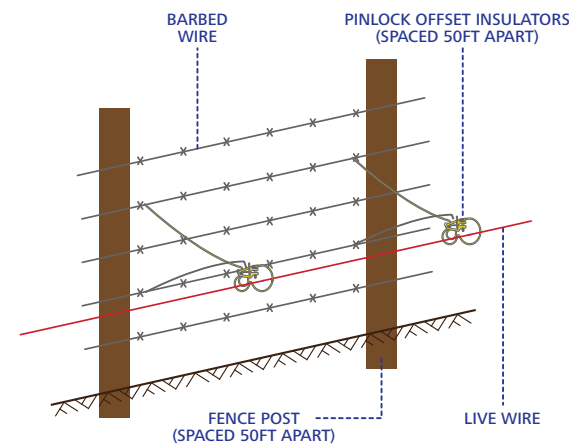 BARBED
WIRE
PINLOCK OFFSET INSULATORS
(SPACED 50FT APART)
FENCE POST
(SPACED 50FT APART)
LIVE WIRE